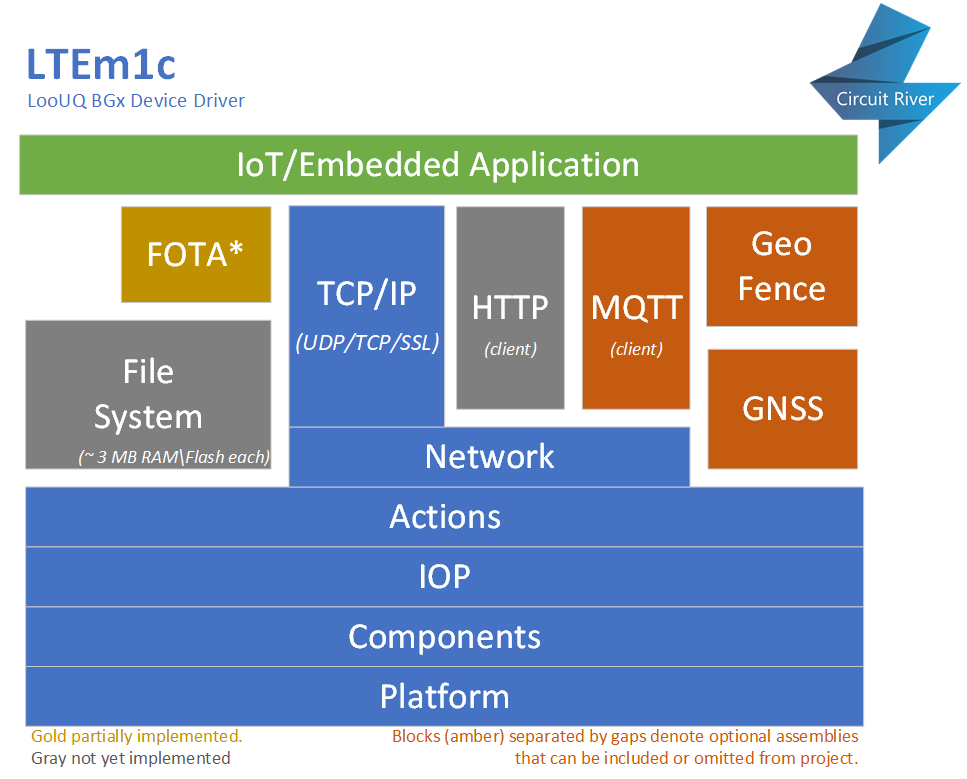 LTEm1c
LooUQ BGx Device Driver
Circuit River
IoT/Embedded Application
FOTA*
TCP/IP
(UDP/TCP/SSL)
HTTP
(client)
MQTT
(client)
Geo
Fence
File
System
(~ 3 MB RAM\Flash each)
GNSS
Network
Actions
IOP
Components
Platform
Gold partially implemented.
Gray not yet implemented
Blocks (amber) separated by gaps denote optional assemblies
that can be included or omitted from project.